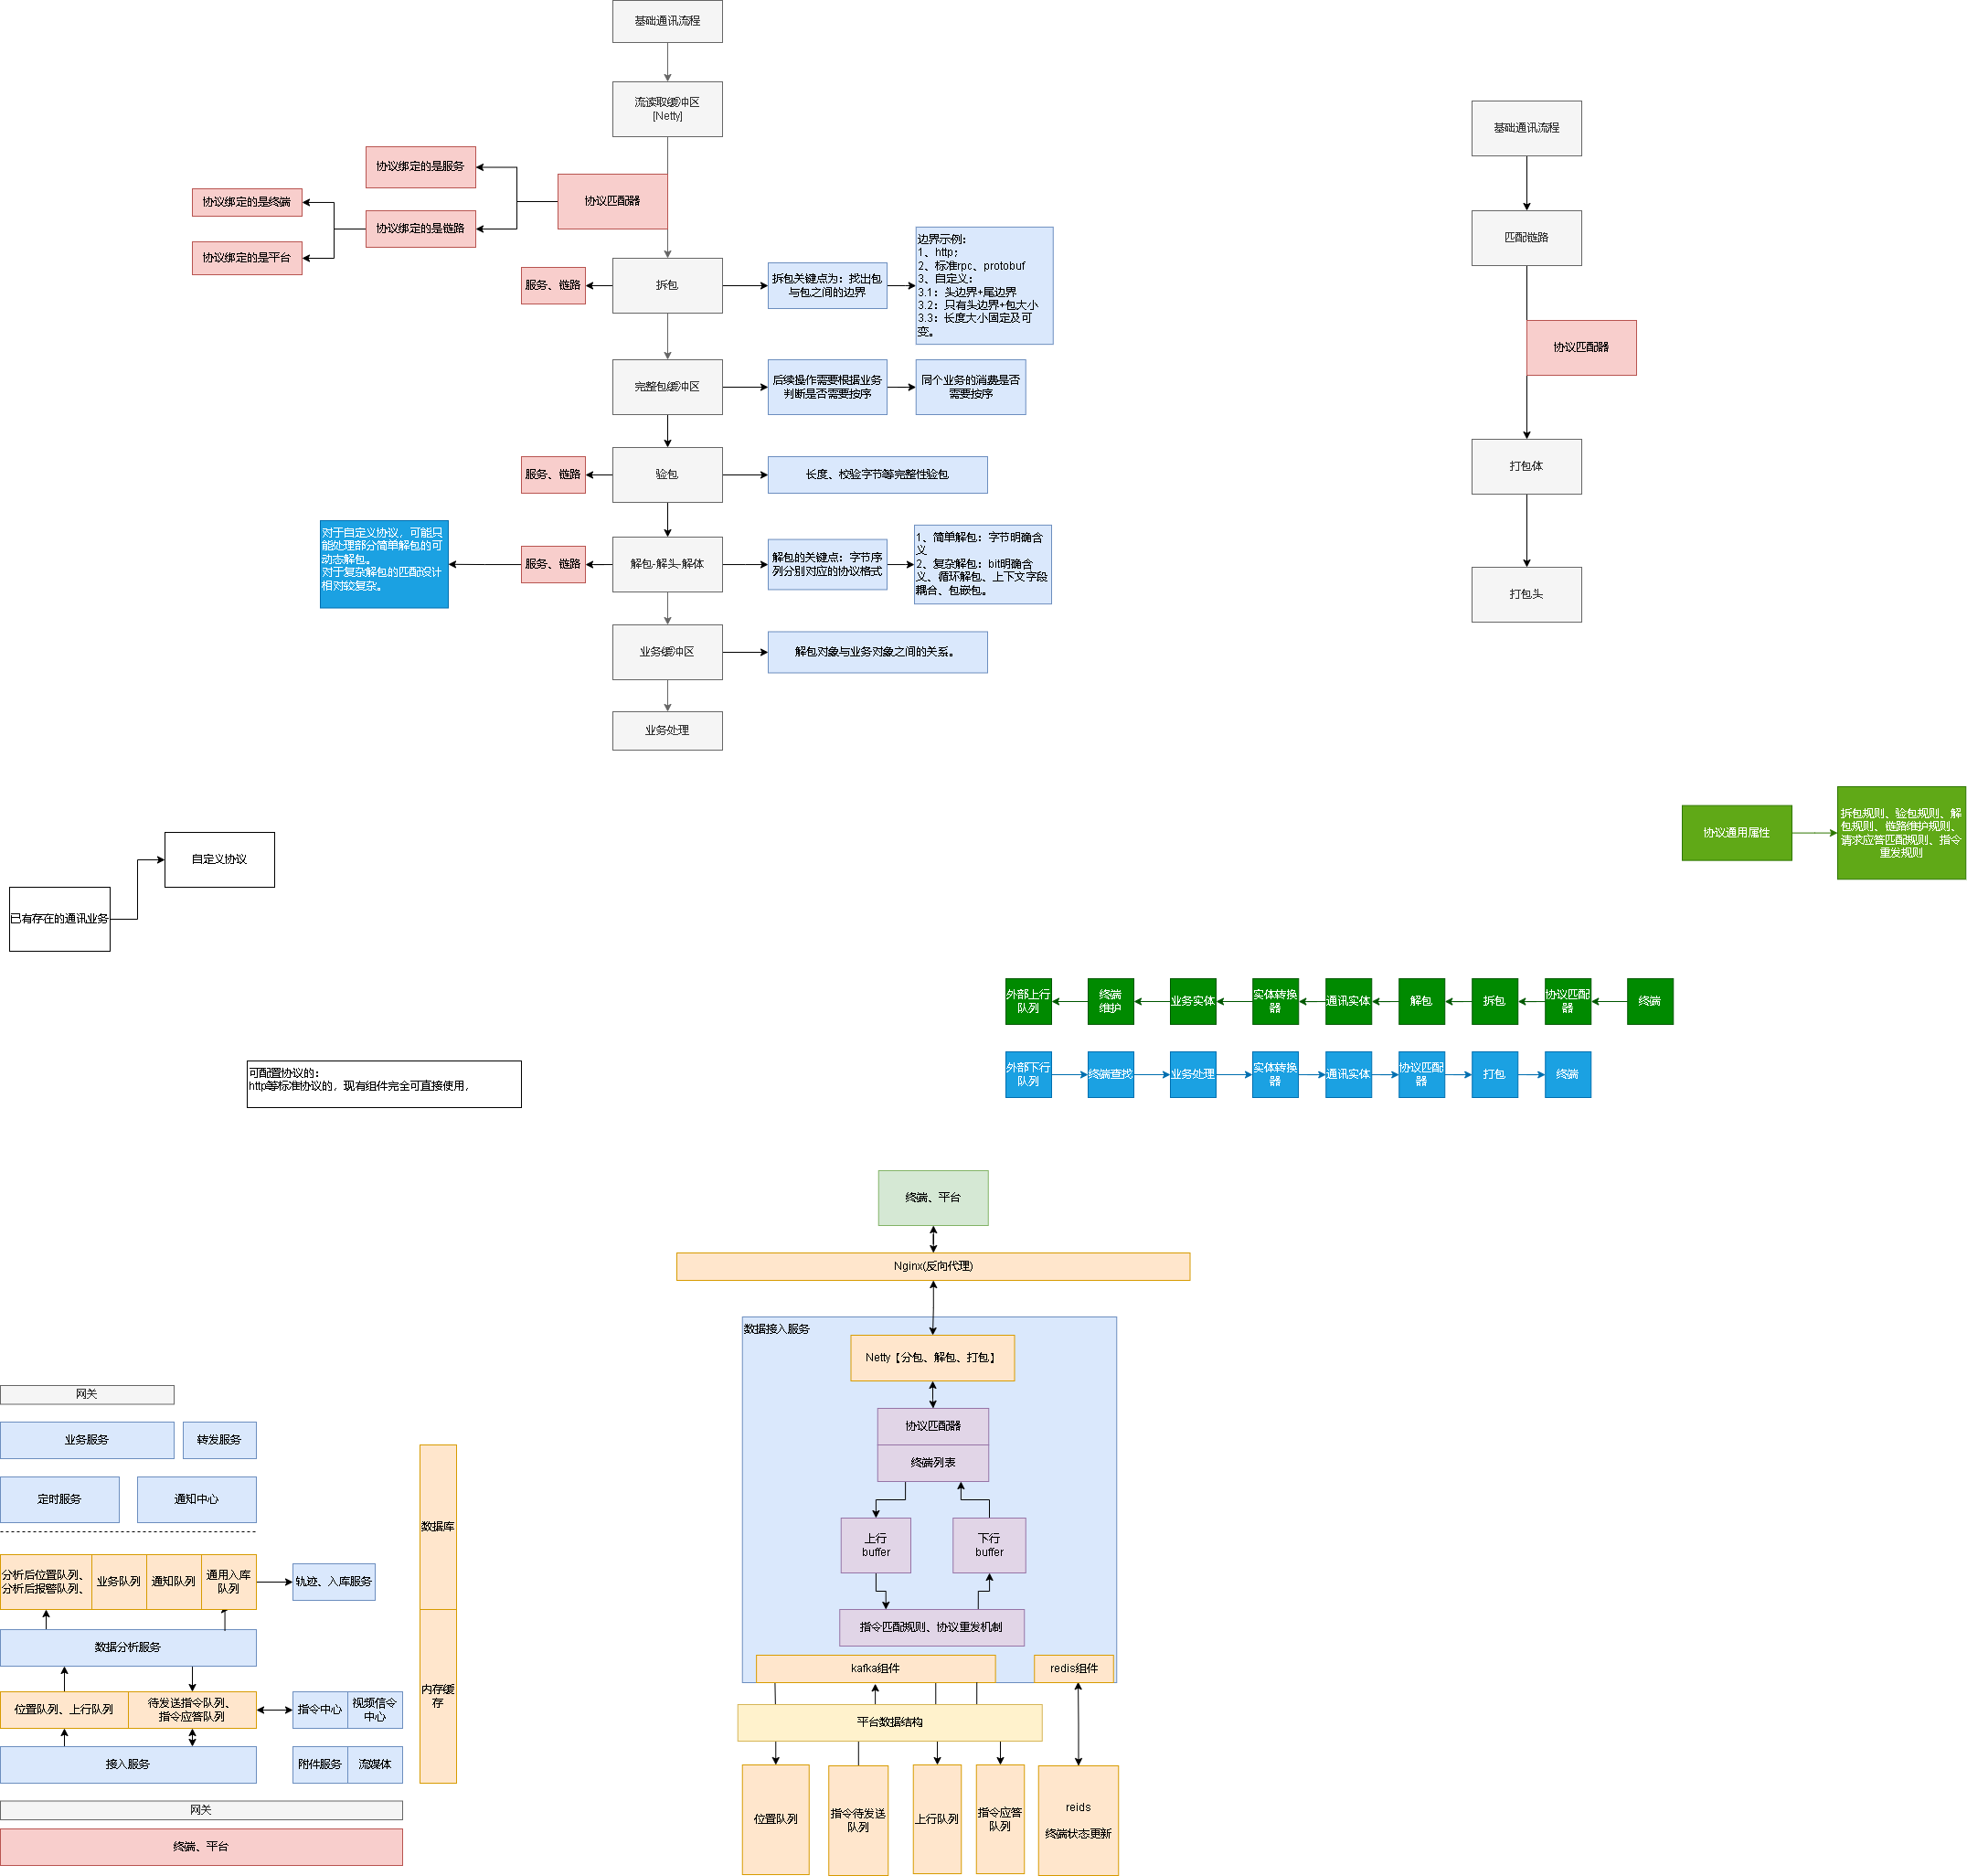 基础通讯流程
流读取缓冲区
[Netty]
协议匹配器
协议绑定的是服务
协议绑定的是链路
协议绑定的是终端
协议绑定的是平台
服务、链路
拆包
拆包关键点为：找出包
与包之间的边界
边界示例：
1、http；
2、标准rpc、protobuf
3、自定义：
3.1：头边界+尾边界
3.2：只有头边界+包大小
3.3：长度大小固定及可
变。
完整包缓冲区
后续操作需要根据业务
判断是否需要按序
同个业务的消费是否
需要按序
服务、链路
验包
长度、校验字节等完整性验包
对于自定义协议，可能只
能处理部分简单解包的可
动态解包。
对于复杂解包的匹配设计
相对较复杂。
服务、链路
解包-解头-解体
解包的关键点：字节序
列分别对应的协议格式
1、简单解包：字节明确含
义
2、复杂解包：bit明确含
义、循环解包、上下文字段
耦合、包嵌包。
业务缓冲区
解包对象与业务对象之间的关系。
业务处理
基础通讯流程
匹配链路
协议匹配器
打包体
打包头
协议通用属性
拆包规则、验包规则、解
包规则、链路维护规则、
请求应答匹配规则、指令
重发规则
自定义协议
已有存在的通讯业务
可配置协议的：
http等标准协议的，现有组件完全可直接使用，
外部上行
队列
终端
维护
业务实体
实体转换
器
通讯实体
解包
拆包
协议匹配
器
终端
外部下行
队列
终端查找
业务处理
实体转换
器
通讯实体
协议匹配
器
打包
终端
终端、平台
Nginx(反向代理)
数据接入服务
Netty【分包、解包、打包】
协议匹配器
终端列表
上行
buffer
下行
buffer
指令匹配规则、协议重发机制
kafka组件
redis组件
平台数据结构
位置队列
指令待发送
队列
上行队列
指令应答
队列
reids
终端状态更新
网关
业务服务
转发服务
定时服务
通知中心
分析后位置队列、
分析后报警队列、
业务队列
通知队列
通用入库
队列
轨迹、入库服务
数据分析服务
位置队列、上行队列
待发送指令队列、
指令应答队列
指令中心
视频信令
中心
接入服务
附件服务
流媒体
网关
终端、平台
数据库
内存缓
存